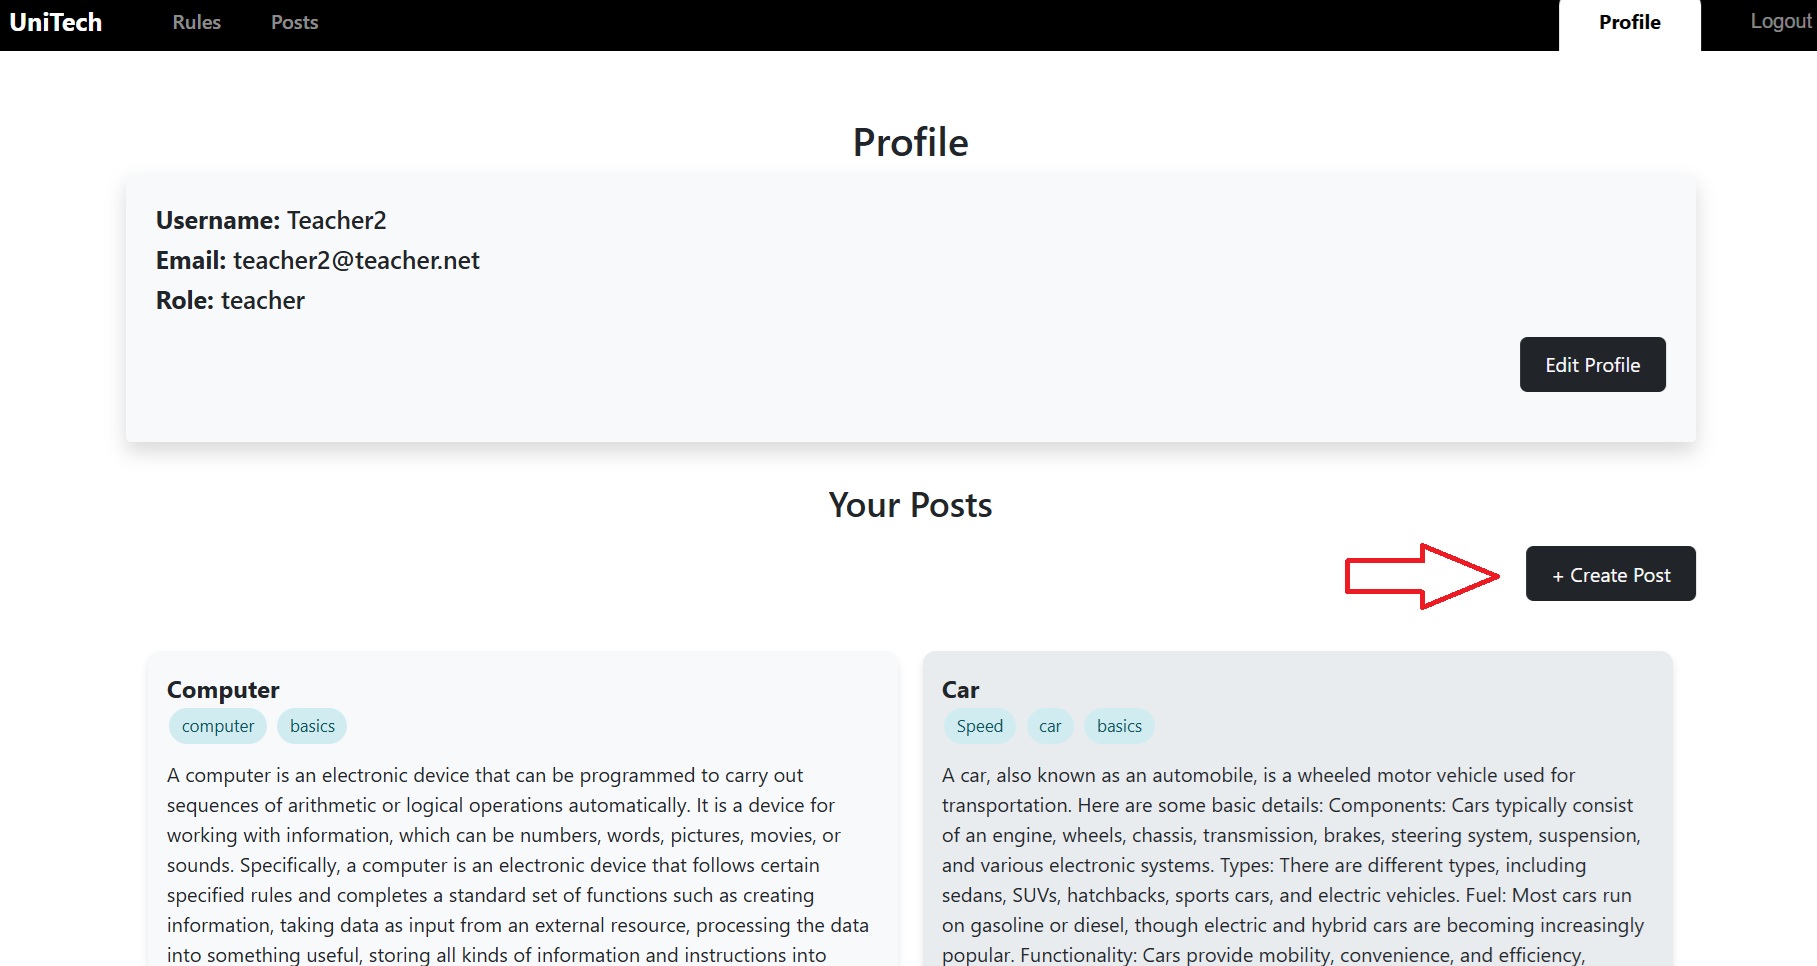 UniTech Rules Posts Profile Logout
Profile
Username: Teacher2
Email: teacher2@teacher.net
Role: teacher
Edit Profile
Your Posts
+ Create Post
Computer
computer basics
A computer is an electronic device that can be programmed to carry out
sequences of arithmetic or logical operations automatically. It is a device for
working with information, which can be numbers, words, pictures, movies, or
sounds. Specifically, a computer is an electronic device that follows certain
specified rules and completes a standard set of functions such as creating
information, taking data as input from an external resource, processing the data
into something useful, storing all kinds of information and instructions into
Car
Speed car basics
A car, also known as an automobile, is a wheeled motor vehicle used for
transportation. Here are some basic details: Components: Cars typically consist
of an engine, wheels, chassis, transmission, brakes, steering system, suspension,
and various electronic systems. Types: There are different types, including
sedans, SUVs, hatchbacks, sports cars, and electric vehicles. Fuel: Most cars run
on gasoline or diesel, though electric and hybrid cars are becoming increasingly
popular. Functionality: Cars provide mobility, convenience, and efficiency,